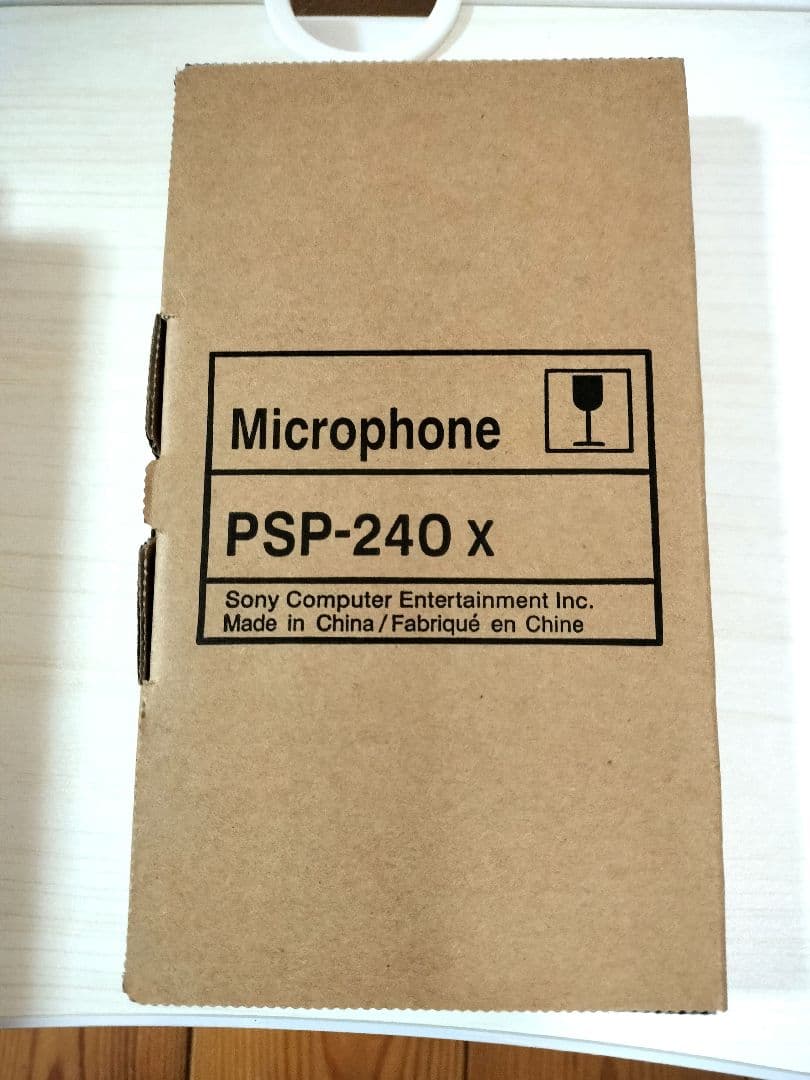 Microphone
PSP-240 x
Sony Computer Entertainment Inc.
Made in China/Fabriqué en Chine